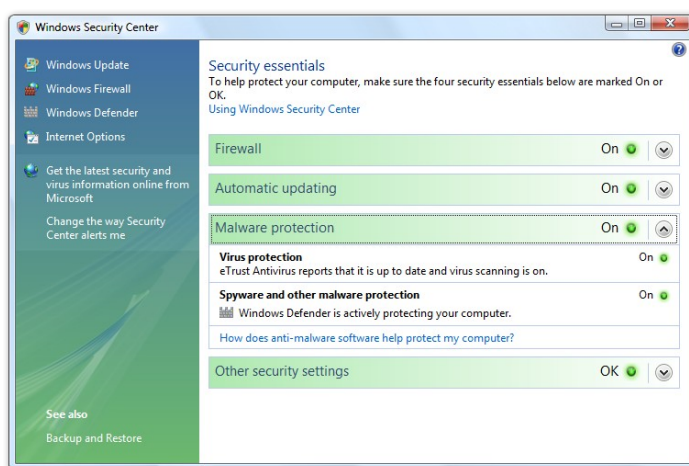 Windows Security Center
Windows Update
Windows Firewall
Windows Defender
Internet Options
Get the latest security and
virus information online from
Microsoft
Change the way Security
Center alerts me
See also
Backup and Restore
Security essentials
To help protect your computer, make sure the four security essentials below are marked On or
OK.
Using Windows Security Center
Firewall On
Automatic updating On
Malware protection On
Virus protection On
eTrust Antivirus reports that it is up to date and virus scanning is on.
Spyware and other malware protection On
Windows Defender is actively protecting your computer.
How does anti-malware software help protect my computer?
Other security settings OK